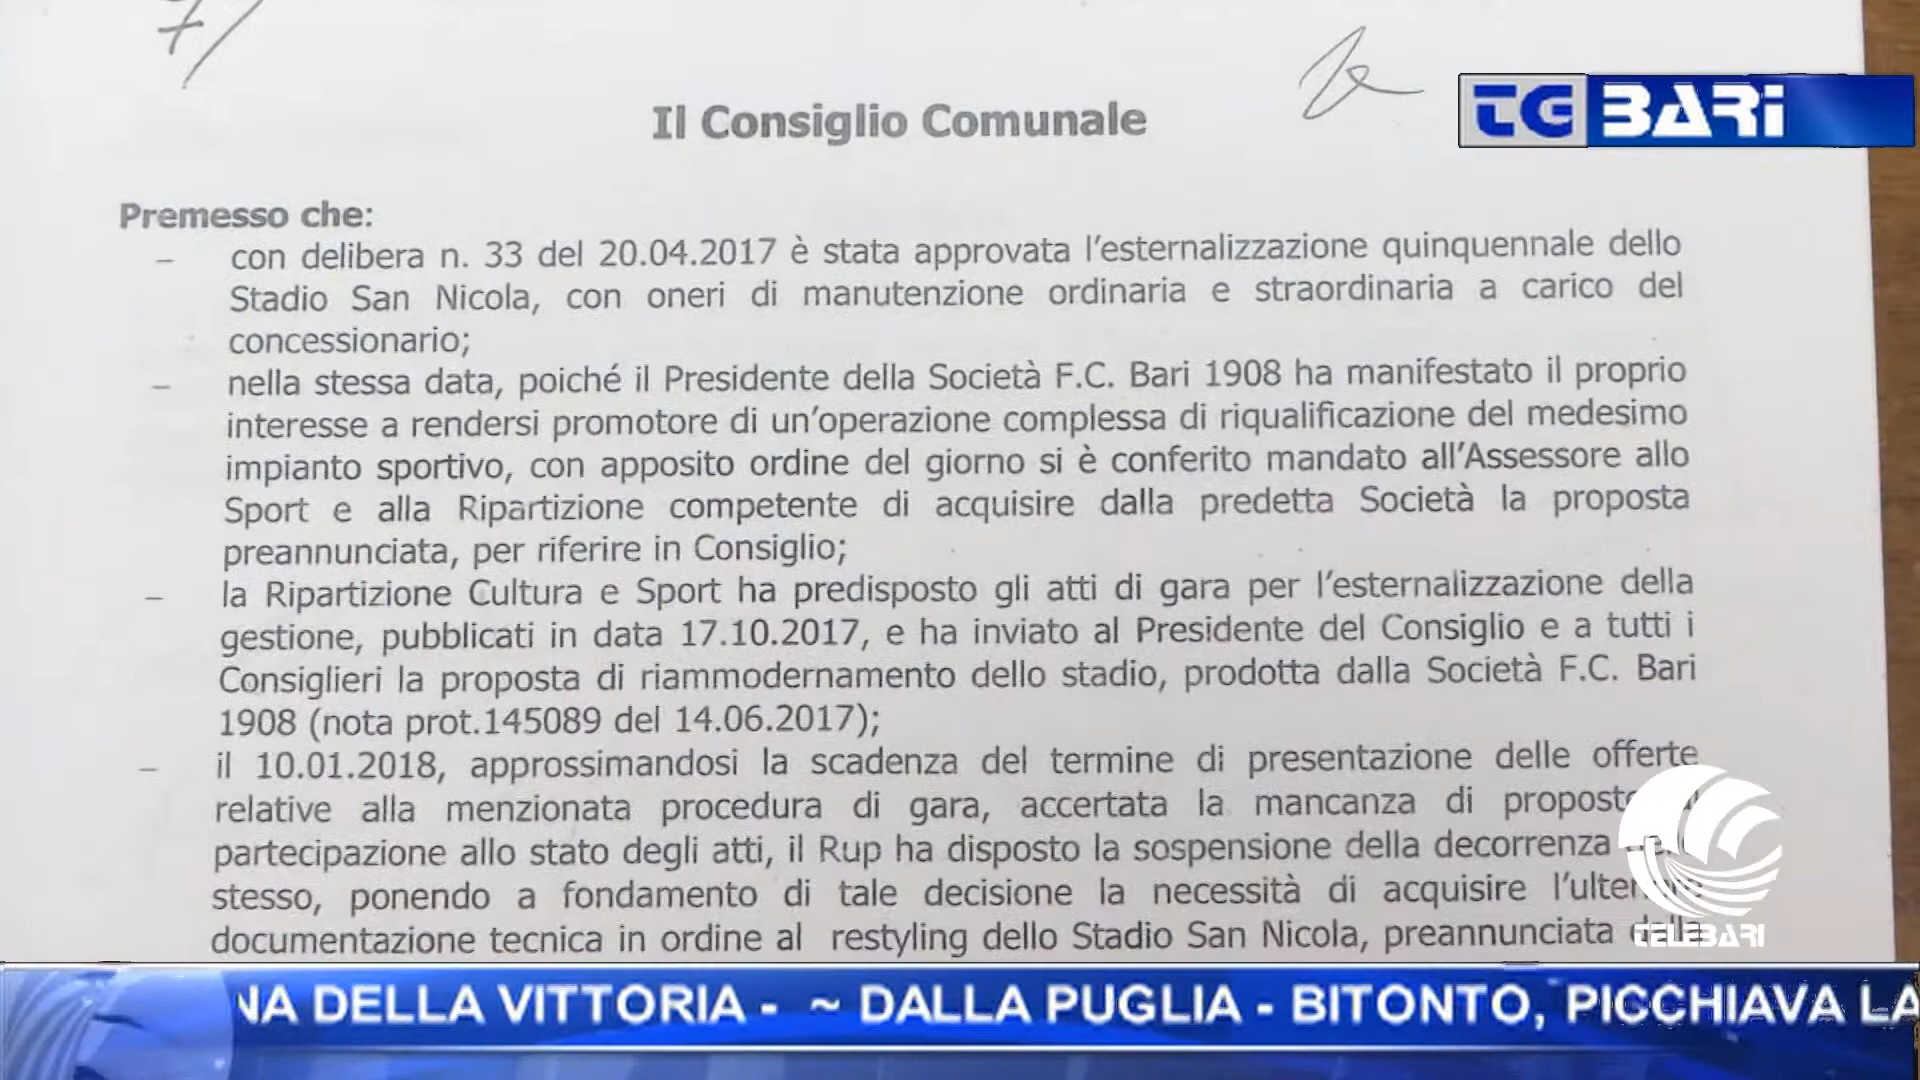 7/
TG BARI
Il Consiglio Comunale
Premesso che:
– con delibera n. 33 del 20.04.2017 è stata approvata l'esternalizzazione quinquennale dello
Stadio San Nicola, con oneri di manutenzione ordinaria e straordinaria a carico del
concessionario;
– nella stessa data, poiché il Presidente della Società F.C. Bari 1908 ha manifestato il proprio
interesse a rendersi promotore di un'operazione complessa di riqualificazione del medesimo
impianto sportivo, con apposito ordine del giorno si è conferito mandato all'Assessore allo
Sport e alla Ripartizione competente di acquisire dalla predetta Società la proposta
preannunciata, per riferire in Consiglio;
– la Ripartizione Cultura e Sport ha predisposto gli atti di gara per l'esternalizzazione della
gestione, pubblicati in data 17.10.2017, e ha inviato al Presidente del Consiglio e a tutti i
Consiglieri la proposta di riammodernamento dello stadio, prodotta dalla Società F.C. Bari
1908 (nota prot.145089 del 14.06.2017);
– il 10.01.2018, approssimandosi la scadenza del termine di presentazione delle offerte
relative alla menzionata procedura di gara, accertata la mancanza di
partecipazione allo stato degli atti, il Rup ha disposto la sospensione della decorrenza
stesso, ponendo a fondamento di tale decisione la necessità di acquisire
documentazione tecnica in ordine al restyling dello Stadio San Nicola, preannunciata
TELEBARI
NA DELLA VITTORIA - ~ DALLA PUGLIA - BITONTO, PICCHIAVA LA